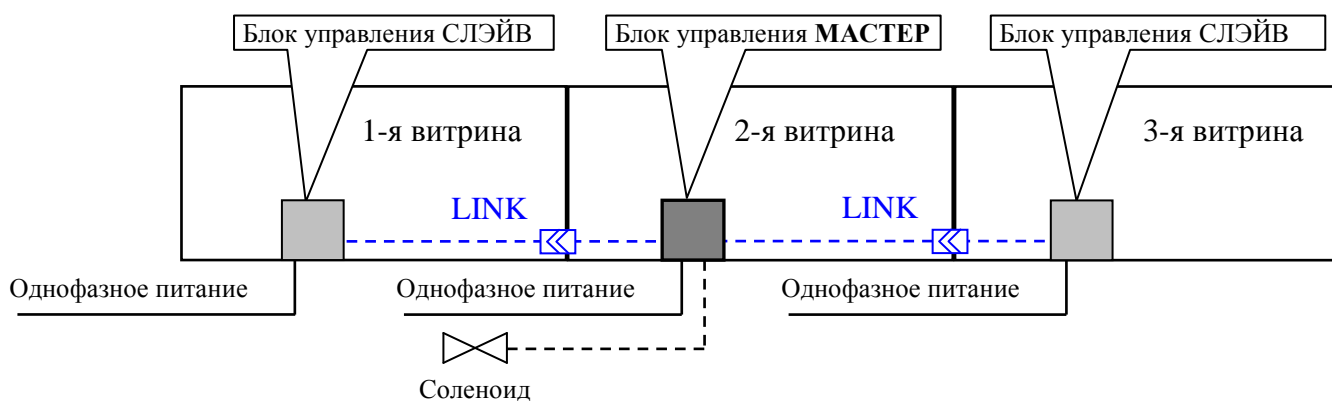 Блок управления СЛЭЙВ
Блок управления МАСТЕР
Блок управления СЛЭЙВ
1-я витрина
2-я витрина
3-я витрина
LINK
LINK
Однофазное питание
Однофазное питание
Однофазное питание
Соленоид